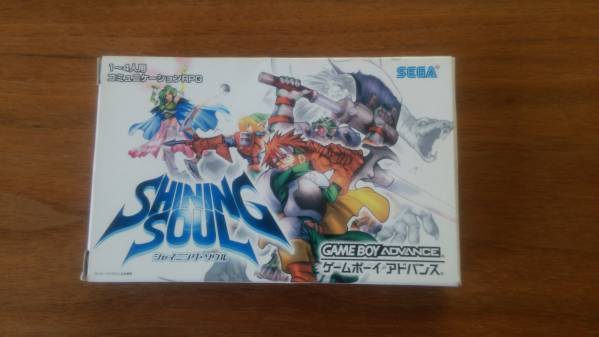 1～4人用
コミュニケーションRPG
SEGA
SHINING
SOUL
シャイニング・ソウル
GAME BOY ADVANCE
ゲームボーイアドバンス